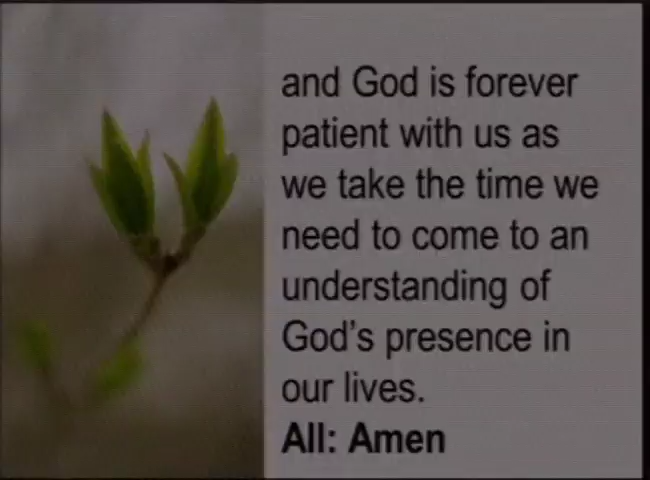 and God is forever
patient with us as
we take the time we
need to come to an
understanding of
God's presence in
our lives.
All: Amen